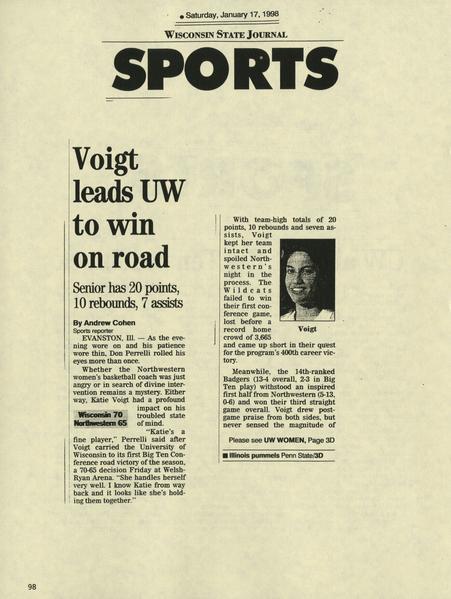 • Saturday, January 17, 1998
WISCONSIN STATE JOURNAL
SPORTS
Voigt
leads UW
to win
on road
Senior has 20 points,
10 rebounds, 7 assists
By Andrew Cohen
Sports reporter
EVANSTON, Ill. — As the eve-
ning wore on and his patience
wore thin, Don Perrelli rolled his
eyes more than once.
Whether the Northwestern
women's basketball coach was just
angry or in search of divine inter-
vention remains a mystery. Either
way, Katie Voigt had a profound
impact on his
troubled state
of mind.
Wisconsin 70
Northwestern 65
"Katie's a
fine player," Perrelli said after
Voigt carried the University of
Wisconsin to its first Big Ten Con-
ference road victory of the season,
a 70-65 decision Friday at Welsh-
Ryan Arena. "She handles herself
very well. I know Katie from way
back and it looks like she's hold-
ing them together."
With team-high totals of 20
points, 10 rebounds and seven as-
sists, Voigt
kept her team
intact and
spoiled North-
western's
night in the
process. The
Wildcats
failed to win
their first con-
ference game,
lost before a
record home
crowd of 3,665
and came up short in their quest
for the program's 400th career vic-
tory.
Voigt
Meanwhile, the 14th-ranked
Badgers (13-4 overall, 2-3 in Big
Ten play) withstood an inspired
first half from Northwestern (5-13,
0-6) and won their third straight
game overall. Voigt drew post-
game praise from both sides, but
never sensed the magnitude of
Please see UW WOMEN, Page 3D
■ Illinois pummels Penn State/3D
98